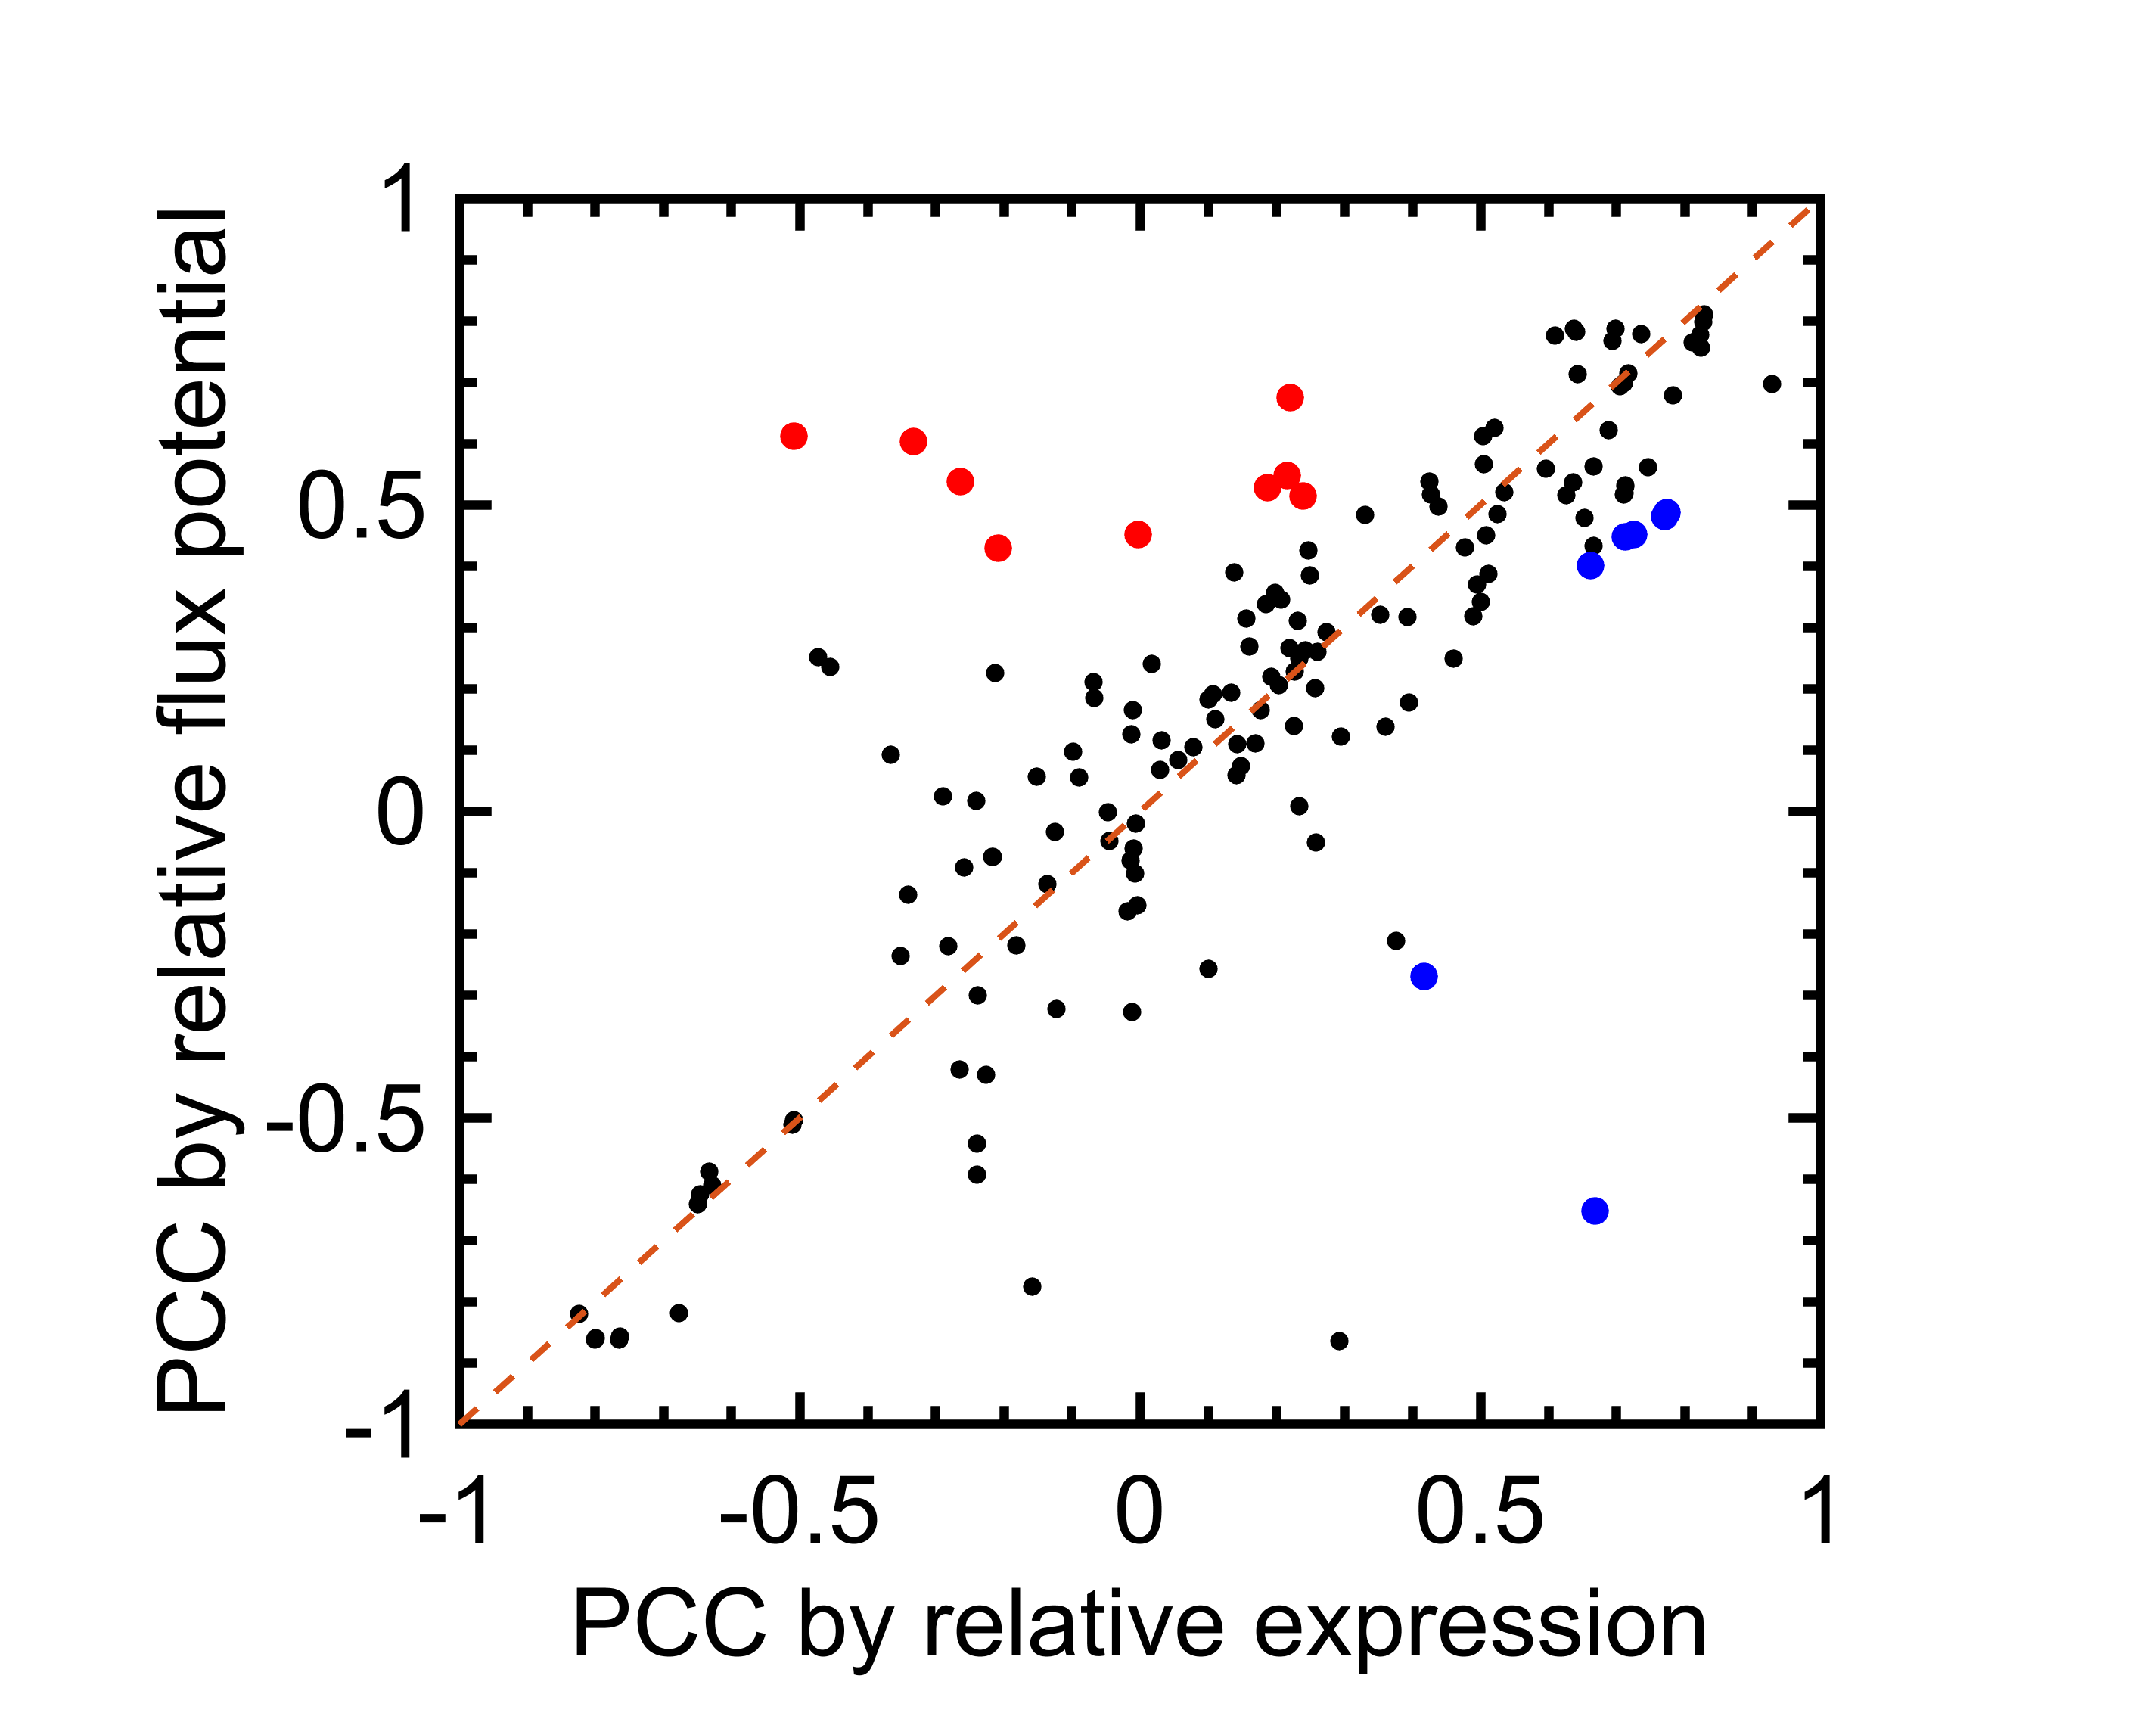 PCC by relative flux potential
1
0.5
0
-0.5
-1
-1 -0.5 0 0.5 1
PCC by relative expression